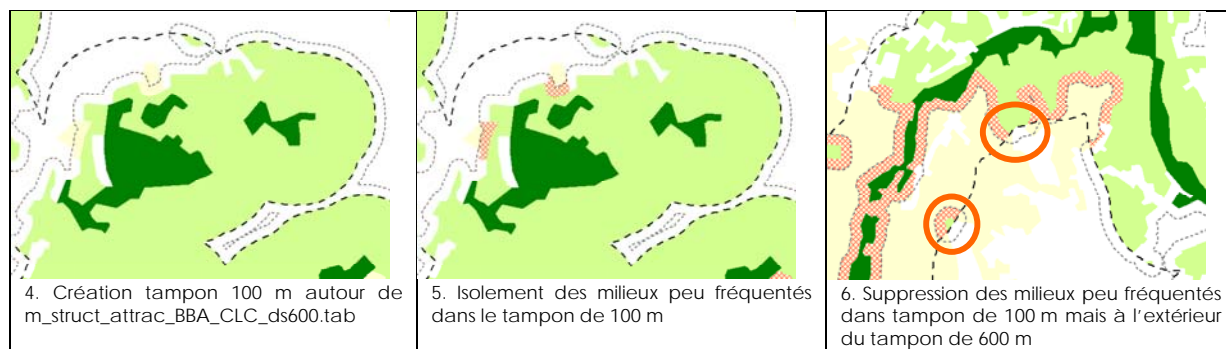 4. Création tampon 100 m autour de
m_struct_attrac_BBA_CLC_ds600.tab
5. Isolement des milieux peu fréquentés
dans le tampon de 100 m
6. Suppression des milieux peu fréquentés
dans tampon de 100 m mais à l'extérieur
du tampon de 600 m